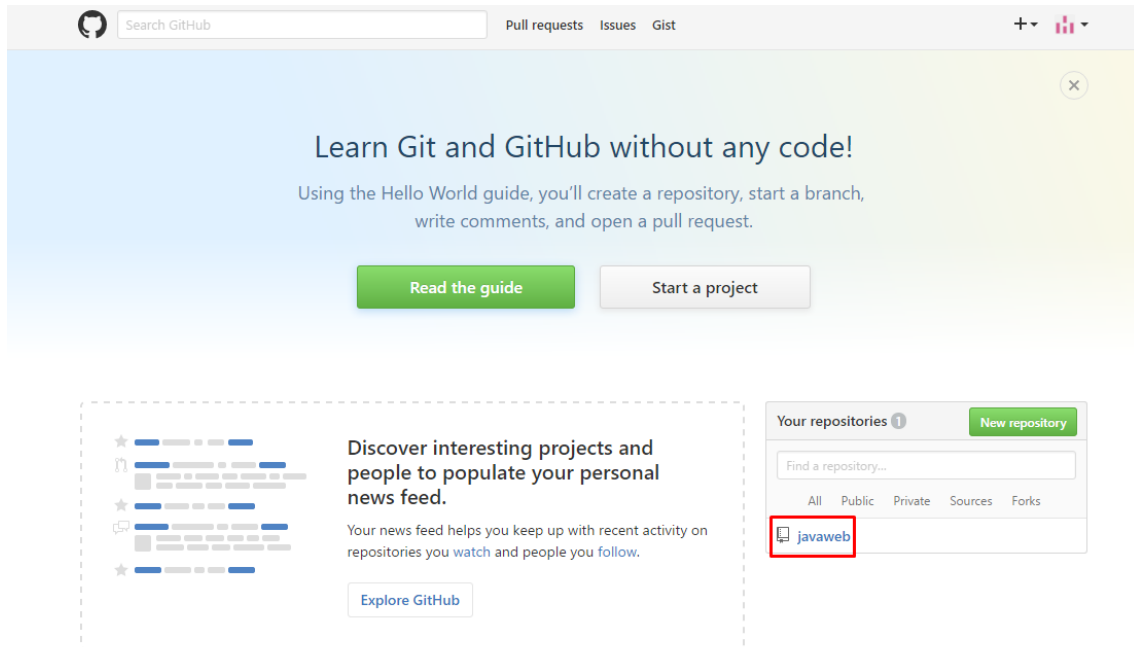 Search GitHub
Pull requests Issues Gist
Learn Git and GitHub without any code!
Using the Hello World guide, you'll create a repository, start a branch,
write comments, and open a pull request.
Read the guide
Start a project
Discover interesting projects and
people to populate your personal
news feed.
Your news feed helps you keep up with recent activity on
repositories you watch and people you follow.
Explore GitHub
Your repositories 1
New repository
Find a repository...
All Public Private Sources Forks
javaweb